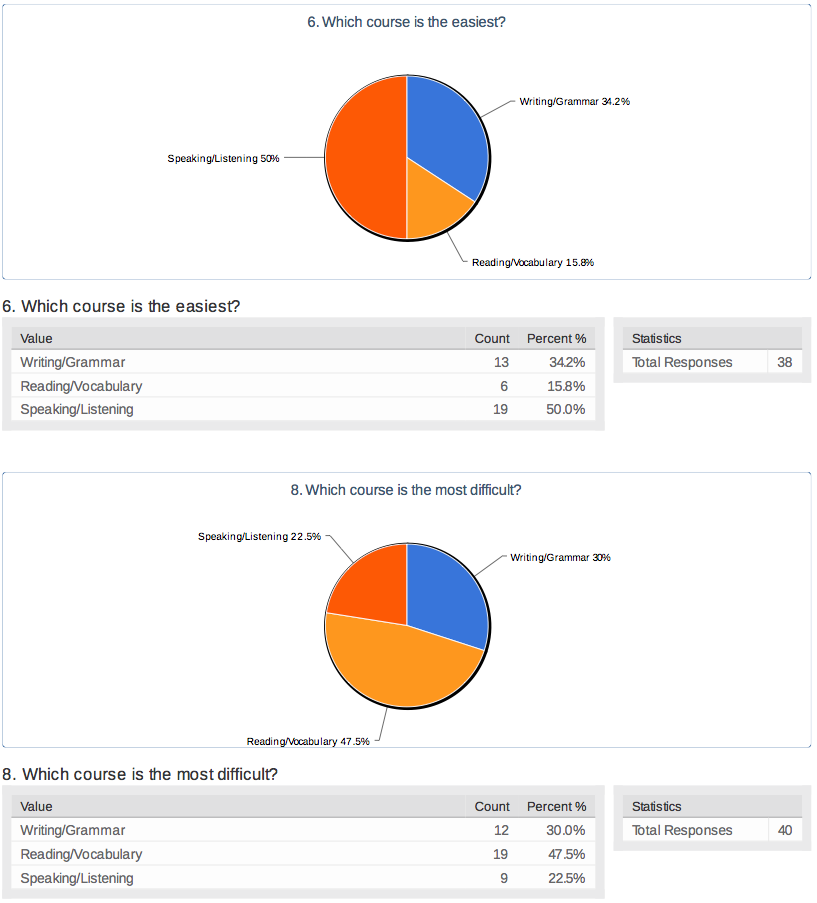 6. Which course is the easiest?
Writing/Grammar 34.2%
Speaking/Listening 50%
Reading/Vocabulary 15.8%
6. Which course is the easiest?
Value Count Percent % Statistics
Writing/Grammar 13 34.2% Total Responses 38
Reading/Vocabulary 6 15.8%
Speaking/Listening 19 50.0%
8. Which course is the most difficult?
Speaking/Listening 22.5%
Writing/Grammar 30%
Reading/Vocabulary 47.5%
8. Which course is the most difficult?
Value Count Percent % Statistics
Writing/Grammar 12 30.0% Total Responses 40
Reading/Vocabulary 19 47.5%
Speaking/Listening 9 22.5%